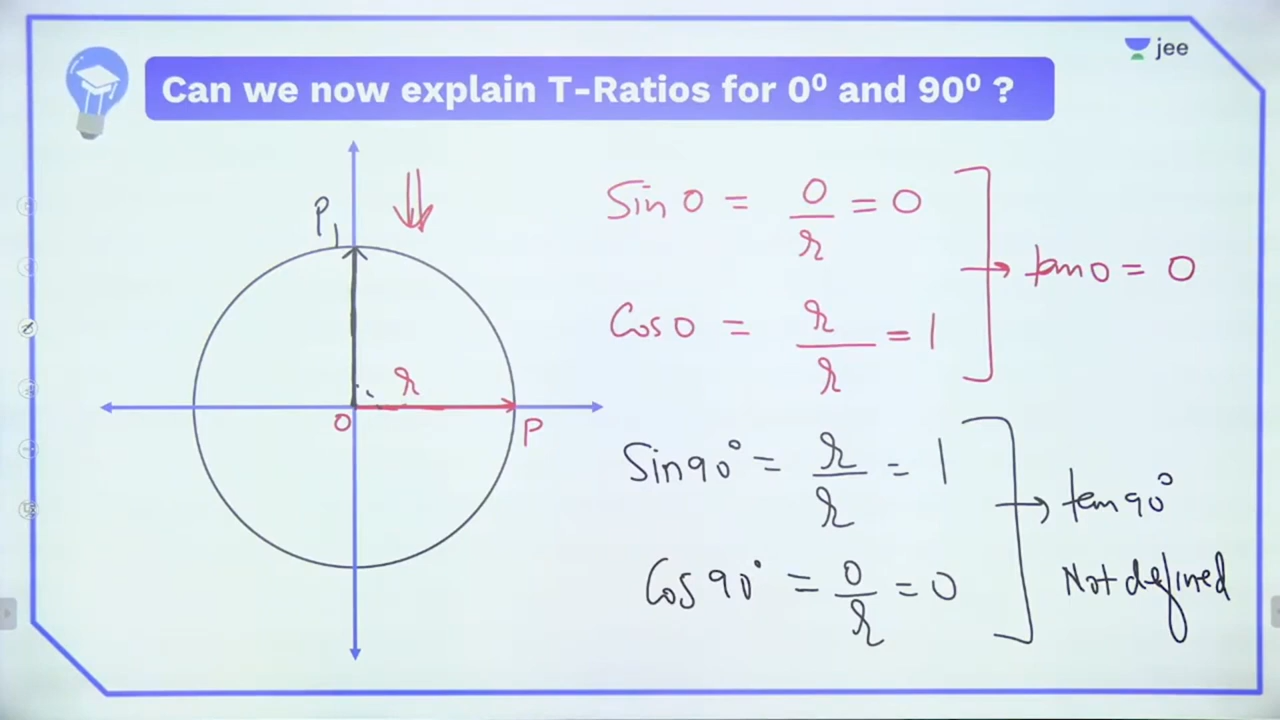 jee
Can we now explain T-Ratios for 0⁰ and 90⁰ ?
P₁
r
O
P
Sin 0 = 0/r = 0
Cos 0 = r/r = 1
→ tan 0 = 0
Sin 90° = r/r = 1
Cos 90° = 0/r = 0
→ tan 90°
Not defined